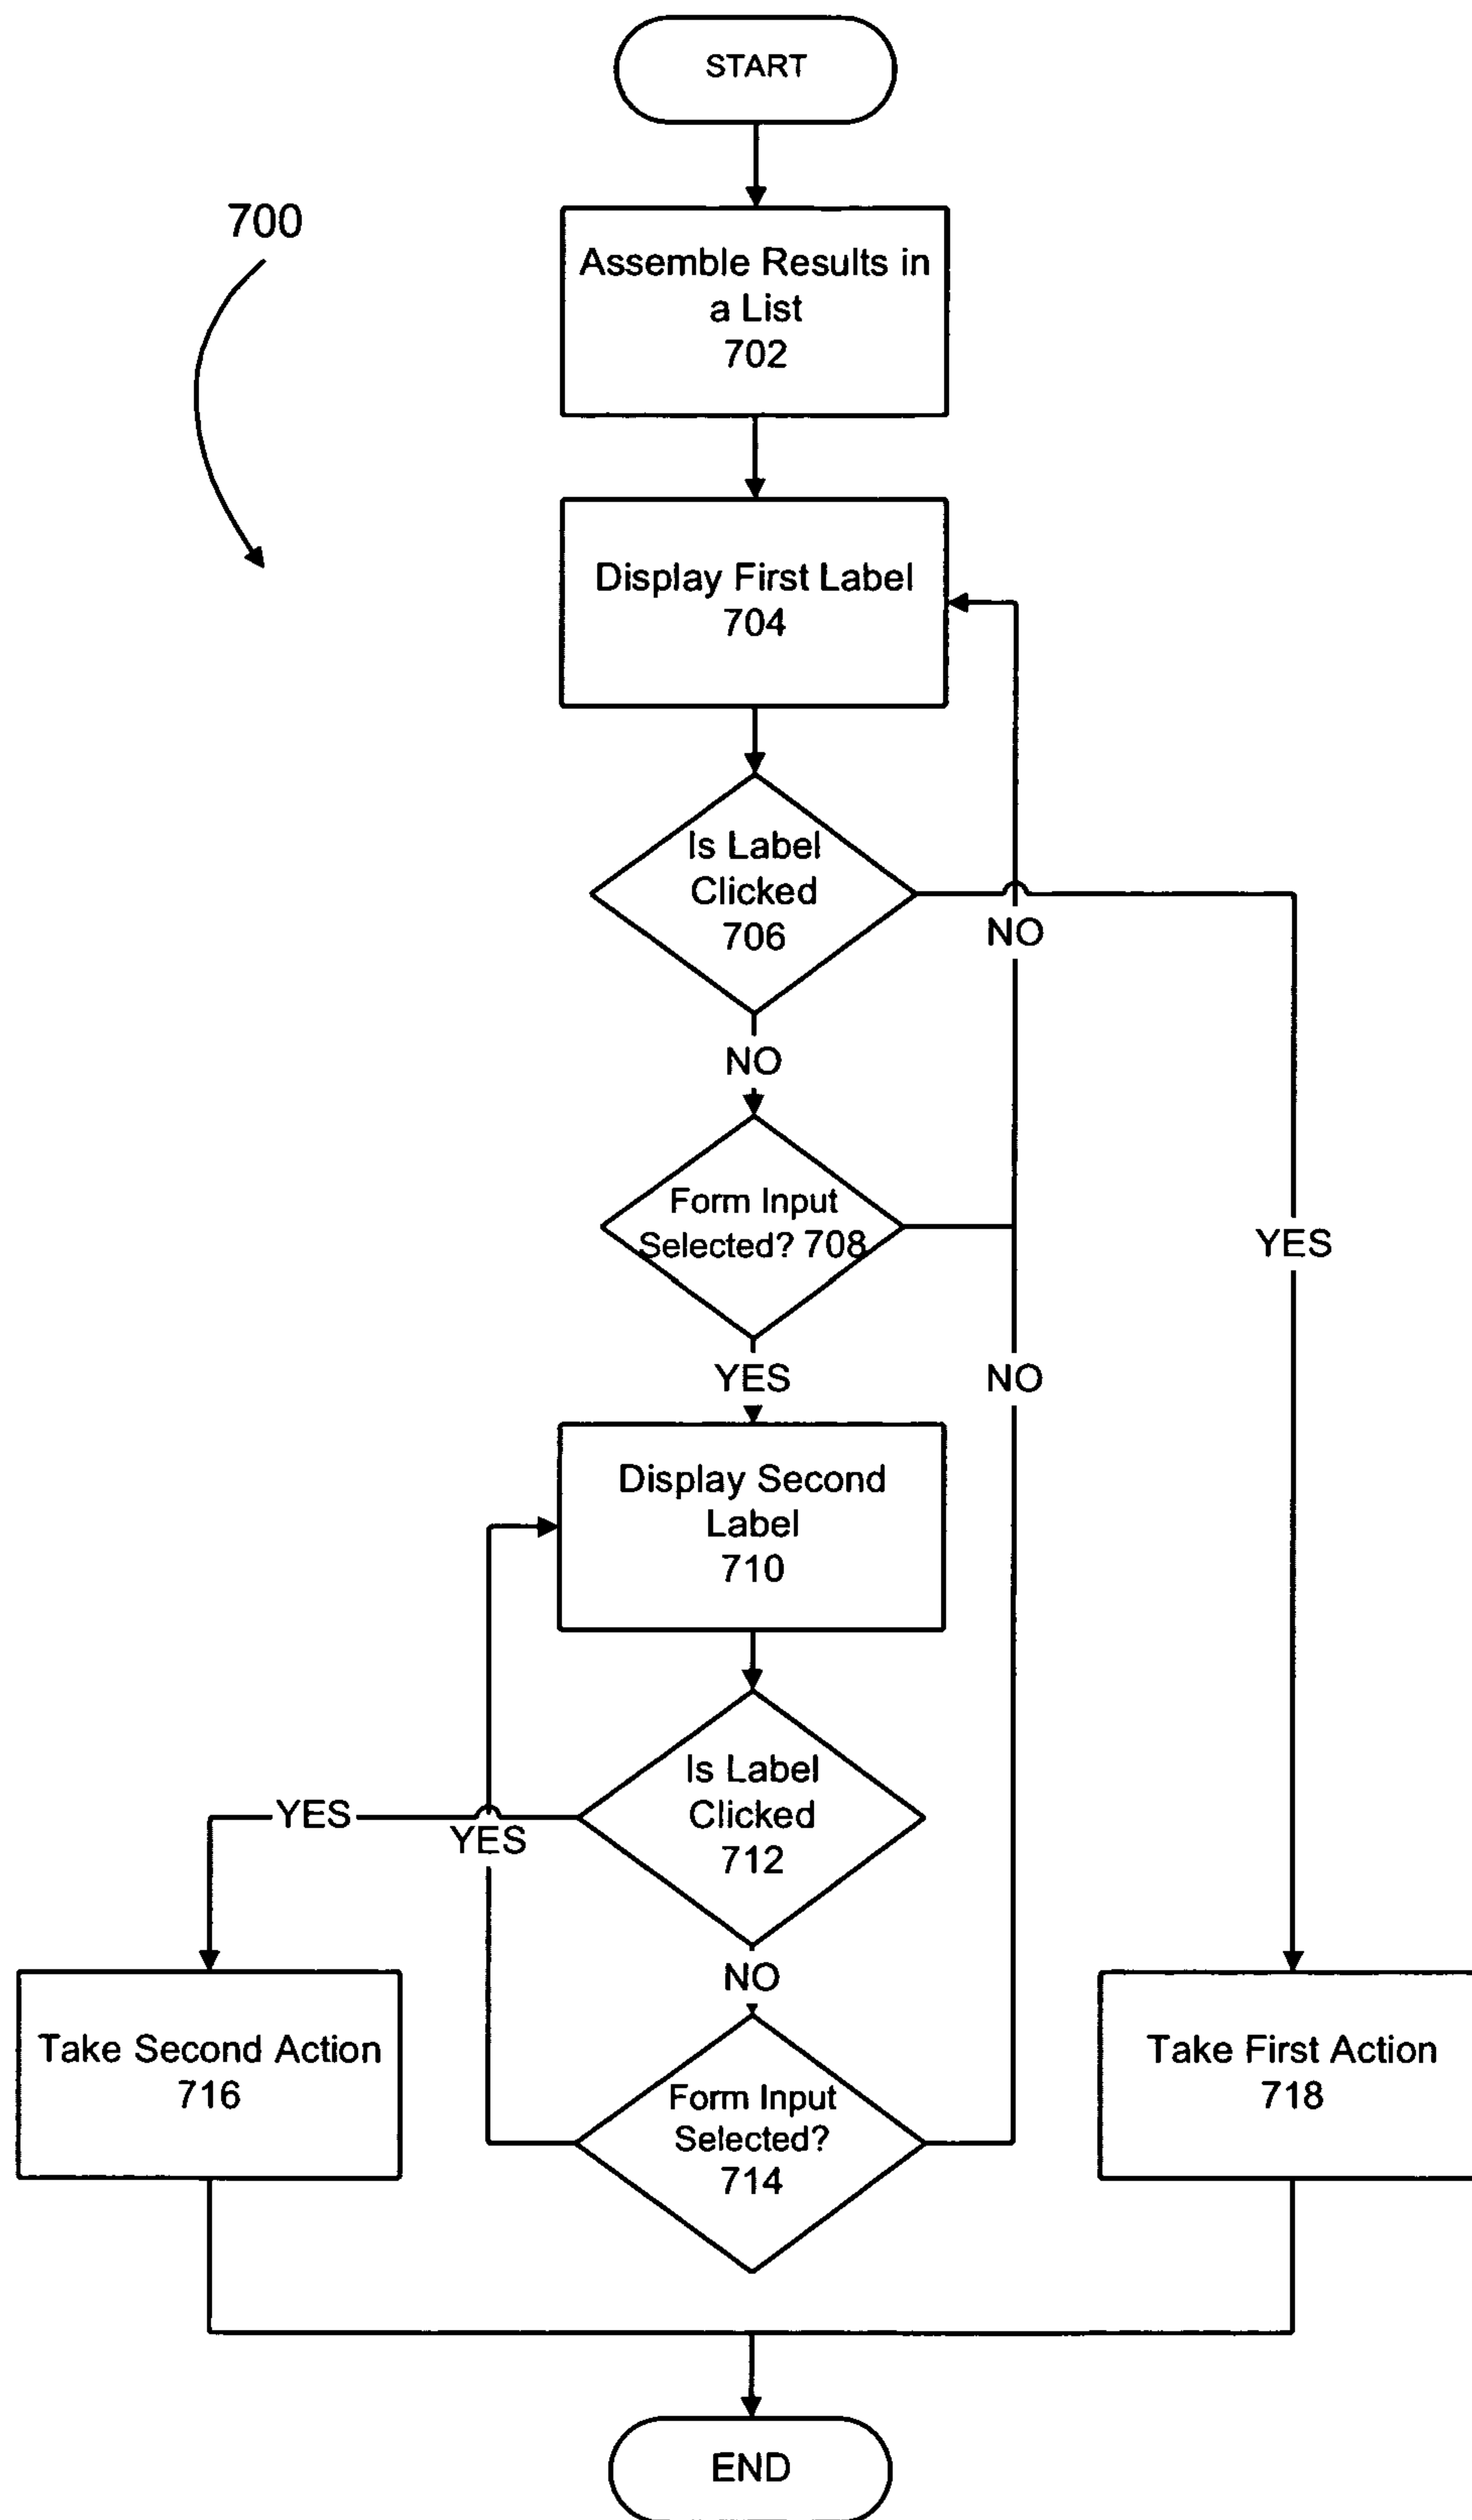 START
700
Assemble Results in
a List
702
Display First Label
704
Is Label
Clicked
706
NO
NO
Form Input
Selected? 708
YES
YES
NO
Display Second
Label
710
Is Label
Clicked
712
YES
YES
NO
Take Second Action
716
Form Input
Selected?
714
Take First Action
718
END